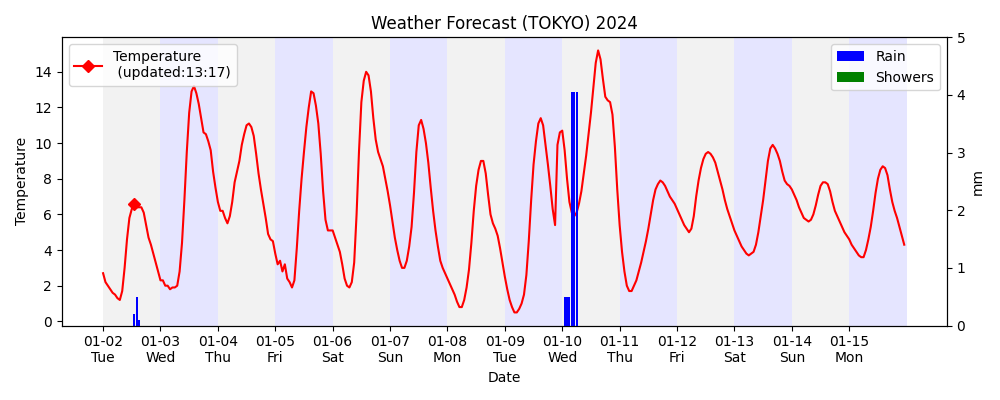 Weather Forecast (TOKYO) 2024
Temperature
(updated:13:17)
Rain
Showers
Temperature
14
12
10
8
6
4
2
0
5
4
3
2
1
0
mm
01-02 01-03 01-04 01-05 01-06 01-07 01-08 01-09 01-10 01-11 01-12 01-13 01-14 01-15
Tue Wed Thu Fri Sat Sun Mon Tue Wed Thu Fri Sat Sun Mon
Date